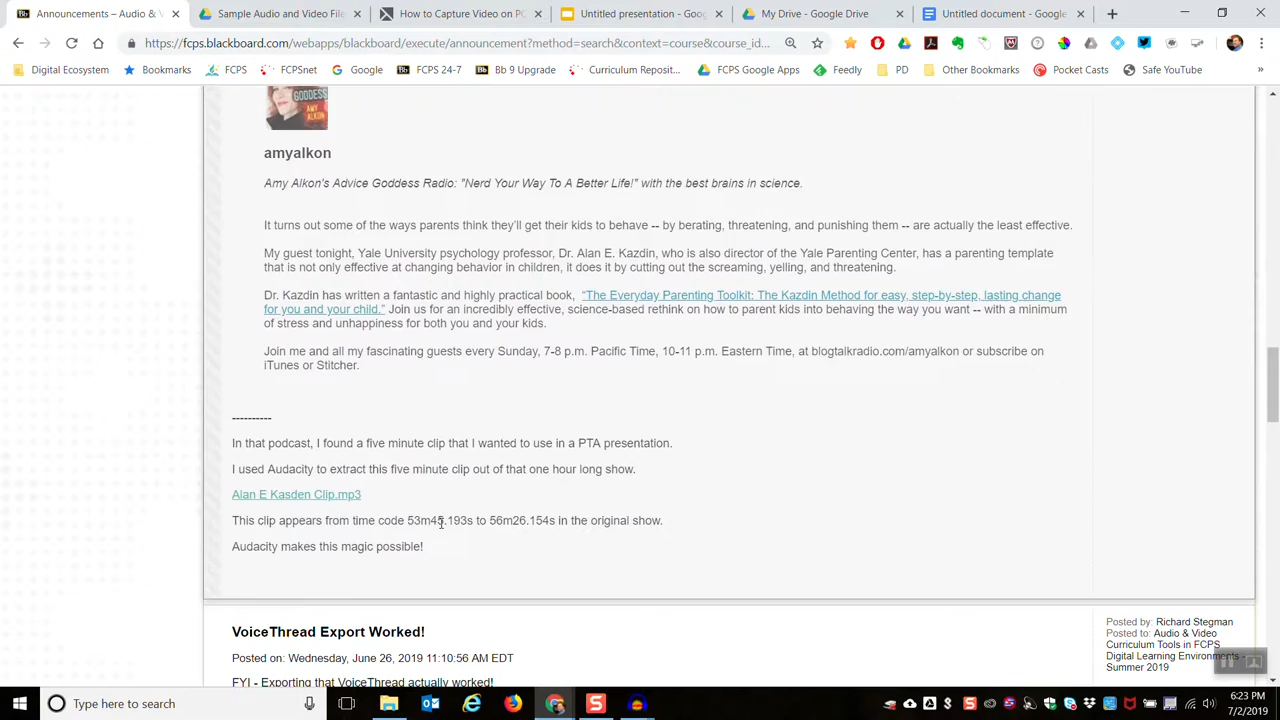 Announcements – Audio & V
Sample Audio and Video File
How to Capture Video on PC
Untitled presentation - Goo
My Drive - Google Drive
Untitled document - Google
https://fcps.blackboard.com/webapps/blackboard/execute/announcement?method=search&context=course&course_id...
Digital Ecosystem
Bookmarks
FCPS
FCPSnet
Google
Bb FCPS 24-7
Bb Bb 9 Upgrade
Curriculum Reposit...
FCPS Google Apps
Feedly
PD
Other Bookmarks
Pocket Casts
Safe YouTube
»
GODDESS
AMY
ALKON
amyalkon
Amy Alkon's Advice Goddess Radio: "Nerd Your Way To A Better Life!" with the best brains in science.
It turns out some of the ways parents think they'll get their kids to behave -- by berating, threatening, and punishing them -- are actually the least effective.
My guest tonight, Yale University psychology professor, Dr. Alan E. Kazdin, who is also director of the Yale Parenting Center, has a parenting template
that is not only effective at changing behavior in children, it does it by cutting out the screaming, yelling, and threatening.
Dr. Kazdin has written a fantastic and highly practical book, “The Everyday Parenting Toolkit: The Kazdin Method for easy, step-by-step, lasting change
for you and your child.” Join us for an incredibly effective, science-based rethink on how to parent kids into behaving the way you want -- with a minimum
of stress and unhappiness for both you and your kids.
Join me and all my fascinating guests every Sunday, 7-8 p.m. Pacific Time, 10-11 p.m. Eastern Time, at blogtalkradio.com/amyalkon or subscribe on
iTunes or Stitcher.
----------
In that podcast, I found a five minute clip that I wanted to use in a PTA presentation.
I used Audacity to extract this five minute clip out of that one hour long show.
Alan E Kasden Clip.mp3
This clip appears from time code 53m45.193s to 56m26.154s in the original show.
Audacity makes this magic possible!
VoiceThread Export Worked!
Posted on: Wednesday, June 26, 2019 11:10:56 AM EDT
FYI - Exporting that VoiceThread actually worked!
Posted by: Richard Stegman
Posted to: Audio & Video
Curriculum Tools in FCPS
Digital Learning Environments -
Summer 2019
Type here to search
6:23 PM
7/2/2019